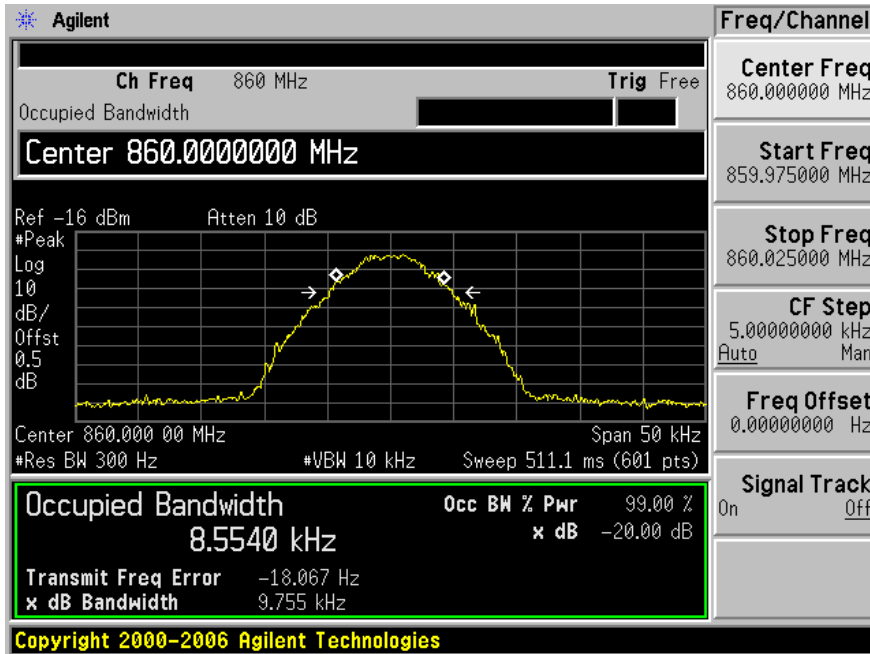 Agilent
Freq/Channel
Ch Freq 860 MHz Trig Free
Occupied Bandwidth
Center 860.0000000 MHz
Center Freq
860.000000 MHz
Start Freq
859.975000 MHz
Stop Freq
860.025000 MHz
CF Step
5.00000000 kHz
Auto Man
Freq Offset
0.00000000 Hz
Signal Track
On Off
Ref -16 dBm Atten 10 dB
#Peak
Log
10
dB/
Offst
0.5
dB
Center 860.000 00 MHz Span 50 kHz
#Res BW 300 Hz #VBW 10 kHz Sweep 511.1 ms (601 pts)
Occupied Bandwidth Occ BW % Pwr 99.00 %
8.5540 kHz x dB -20.00 dB
Transmit Freq Error -18.067 Hz
x dB Bandwidth 9.755 kHz
Copyright 2000-2006 Agilent Technologies